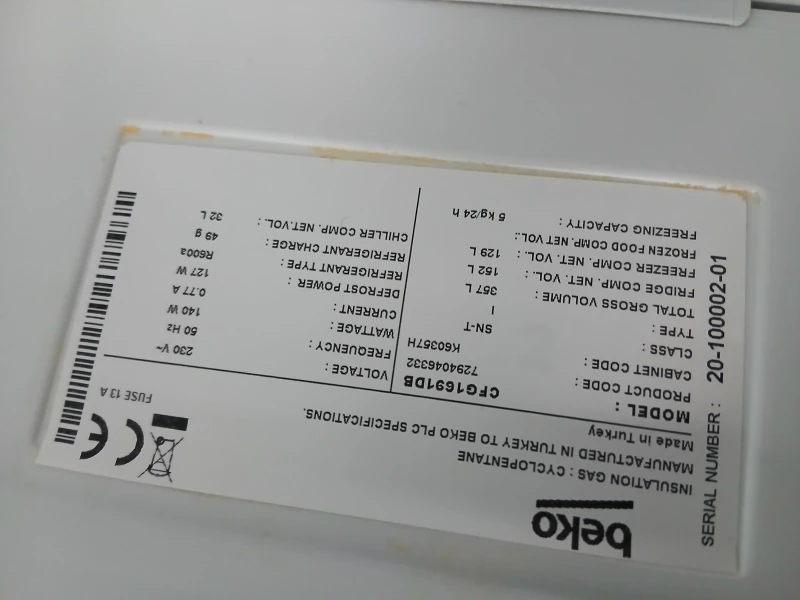 beko
INSULATION GAS : CYCLOPENTANE
MANUFACTURED IN TURKEY TO BEKO PLC SPECIFICATIONS.
Made in Turkey
MODEL : CFG1691DB
PRODUCT CODE : 7294046332
CABINET CODE : K60357H
CLASS : SN-T
TYPE : I
TOTAL GROSS VOLUME : 357 L
FRIDGE COMP. NET. VOL. : 152 L
FREEZER COMP. NET. VOL. : 129 L
FROZEN FOOD COMP.NET VOL.:
FREEZING CAPACITY : 5 kg/24 h
VOLTAGE : 230 V~
FREQUENCY : 50 Hz
WATTAGE : 140 W
CURRENT : 0.77 A
DEFROST POWER : 127 W
REFRIGERANT TYPE : R600a
REFRIGERANT CHARGE : 49 g
CHILLER COMP. NET.VOL. : 32 L
CE
FUSE 13 A
SERIAL NUMBER : 20-100002-01